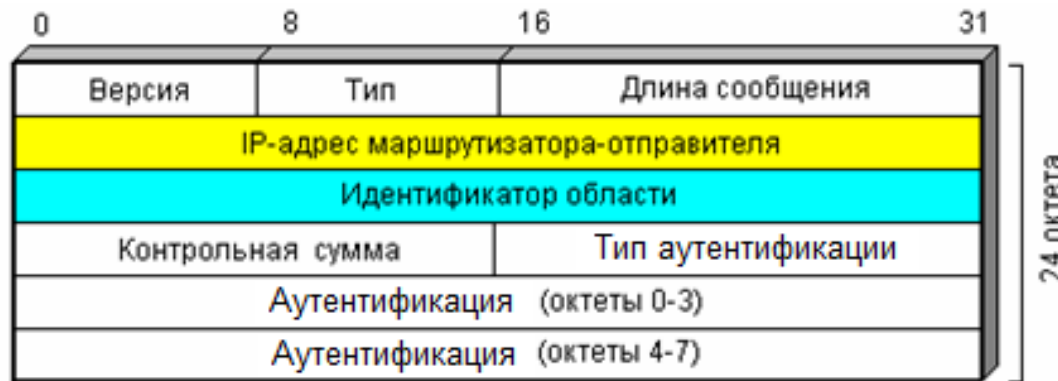 0 8 16 31
Версия Тип Длина сообщения
IP-адрес маршрутизатора-отправителя
Идентификатор области
Контрольная сумма Тип аутентификации
Аутентификация (октеты 0-3)
Аутентификация (октеты 4-7)
24 октета